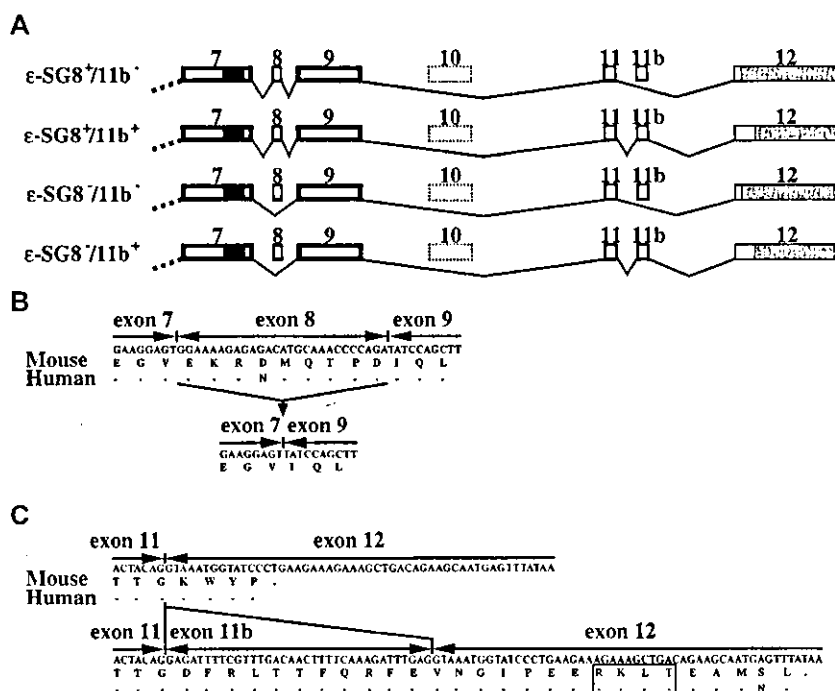 A
ε-SG8⁺/11b⁻ 7 8 9 10 11 11b 12
ε-SG8⁺/11b⁺ 7 8 9 10 11 11b 12
ε-SG8⁻/11b⁻ 7 8 9 10 11 11b 12
ε-SG8⁻/11b⁺ 7 8 9 10 11 11b 12
B
exon 7 exon 8 exon 9
GAAGGAGTGGAAAAGAGAGACATGCAAACCCCAGATATCCAGCTT
Mouse E G V E K R D M Q T P D I Q L
Human . . . . . . N . . . . . . . .
exon 7 exon 9
GAAGGAGTTATCCAGCTT
E G V I Q L
C
exon 11 exon 12
ACTACAGGTAAATGGTATCCCTGAAGAAAGAAAGCTGACAGAAGCAATGAGTTTATAA
Mouse T T G K W Y P .
Human . . . . . . .
exon 11 exon 11b exon 12
ACTACAGGAGATTTTCGTTTGACAACTTTTCAAAGATTTGAGGTAAATGGTATCCCTGAAGAAAGAAAGCTGACAGAAGCAATGAGTTTATAA
T T G D F R L T T F Q R F E V N G I P E E R K L T E A M S L .
. . . . . . . . . . . . . . . . . . . . . . . . . . . . N .